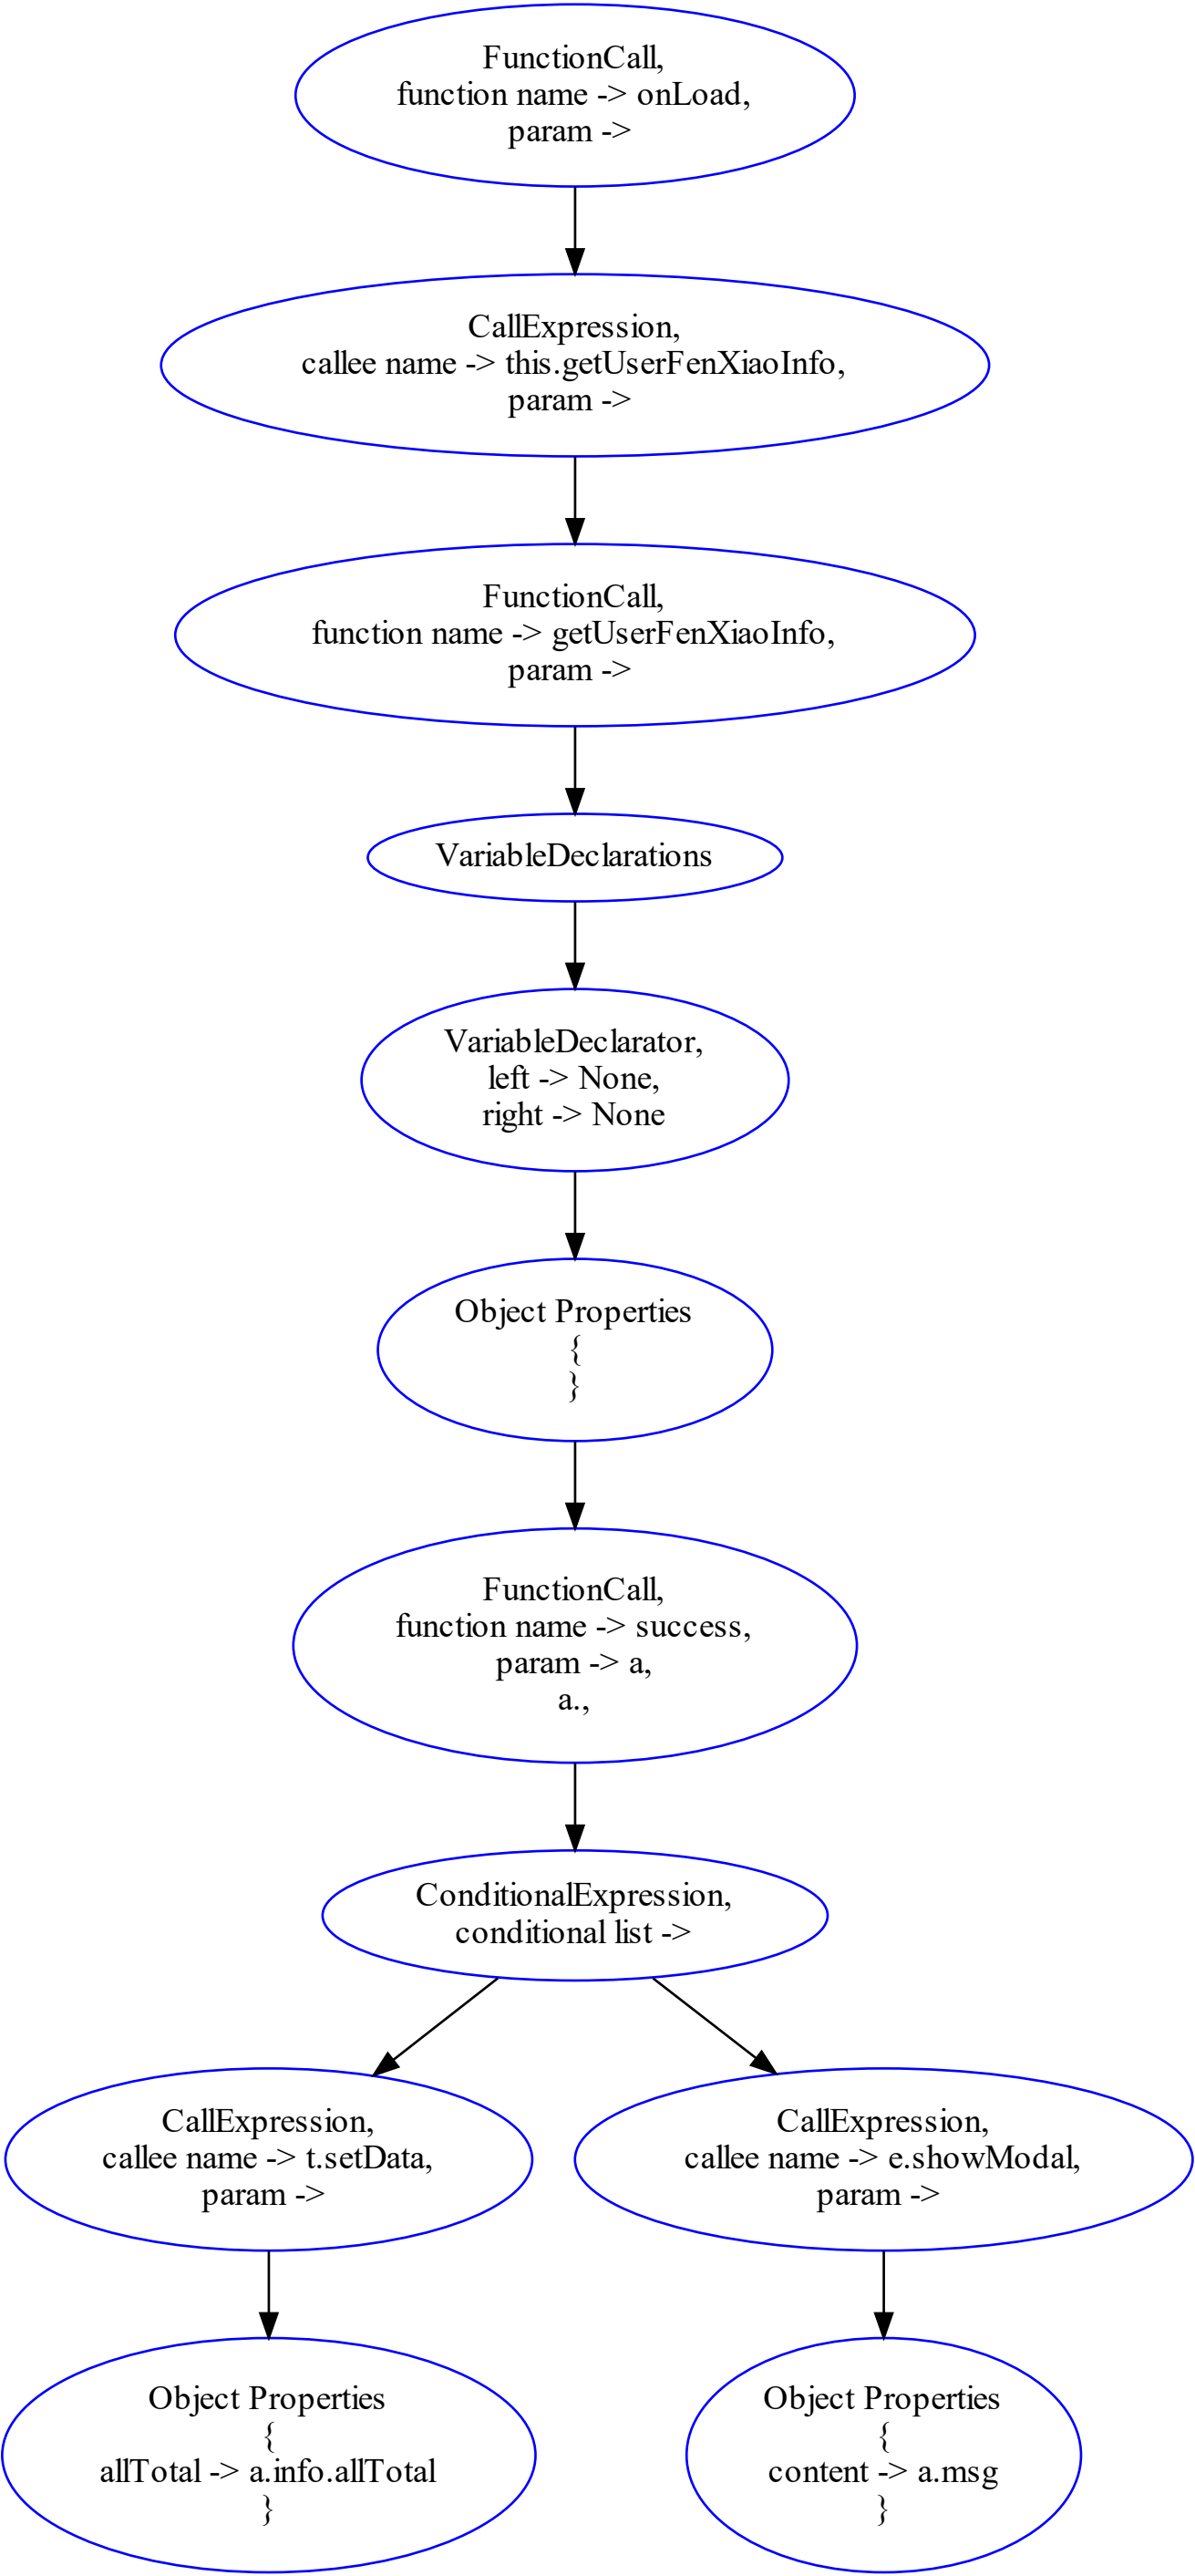 FunctionCall,
function name -> onLoad,
param ->
CallExpression,
callee name -> this.getUserFenXiaoInfo,
param ->
FunctionCall,
function name -> getUserFenXiaoInfo,
param ->
VariableDeclarations
VariableDeclarator,
left -> None,
right -> None
Object Properties
{
}
FunctionCall,
function name -> success,
param -> a,
a.,
ConditionalExpression,
conditional list ->
CallExpression,
callee name -> t.setData,
param ->
CallExpression,
callee name -> e.showModal,
param ->
Object Properties
{
allTotal -> a.info.allTotal
}
Object Properties
{
content -> a.msg
}